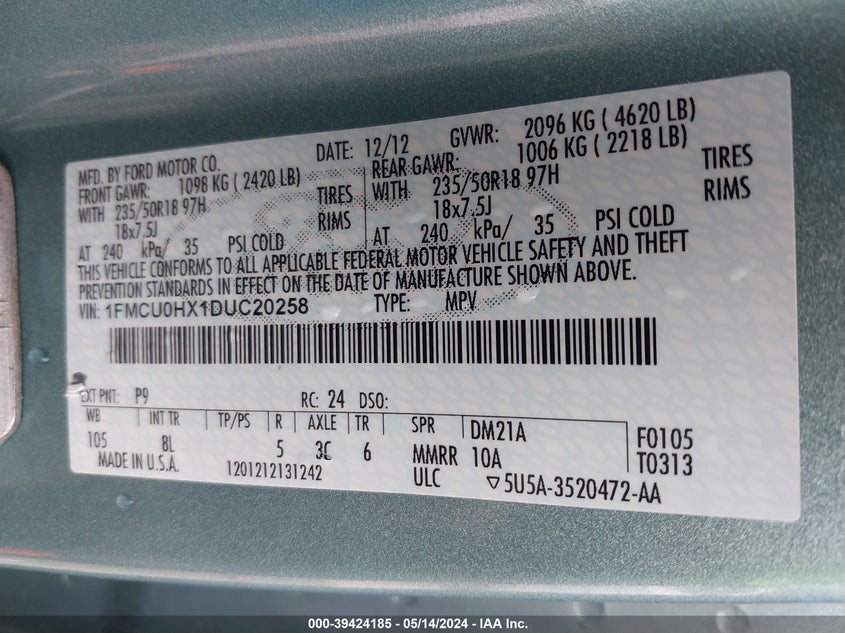 MFD. BY FORD MOTOR CO.
DATE: 12/12 GVWR: 2096 KG ( 4620 LB)
FRONT GAWR: 1098 KG ( 2420 LB) REAR GAWR: 1006 KG ( 2218 LB)
WITH 235/50R18 97H TIRES WITH 235/50R18 97H TIRES
18x7.5J RIMS 18x7.5J RIMS
AT 240 kPa/ 35 PSI COLD AT 240 kPa/ 35 PSI COLD
THIS VEHICLE CONFORMS TO ALL APPLICABLE FEDERAL MOTOR VEHICLE SAFETY AND THEFT
PREVENTION STANDARDS IN EFFECT ON THE DATE OF MANUFACTURE SHOWN ABOVE.
VIN: 1FMCU0HX1DUC20258 TYPE: MPV
EXT PNT: P9 RC: 24 DSO:
WB INT TR TP/PS R AXLE TR SPR DM21A F0105
105 8L 5 3C 6 MMRR 10A T0313
MADE IN U.S.A. 1201212131242 ULC ▽5U5A-3520472-AA
000-39424185 - 05/14/2024 - IAA Inc.